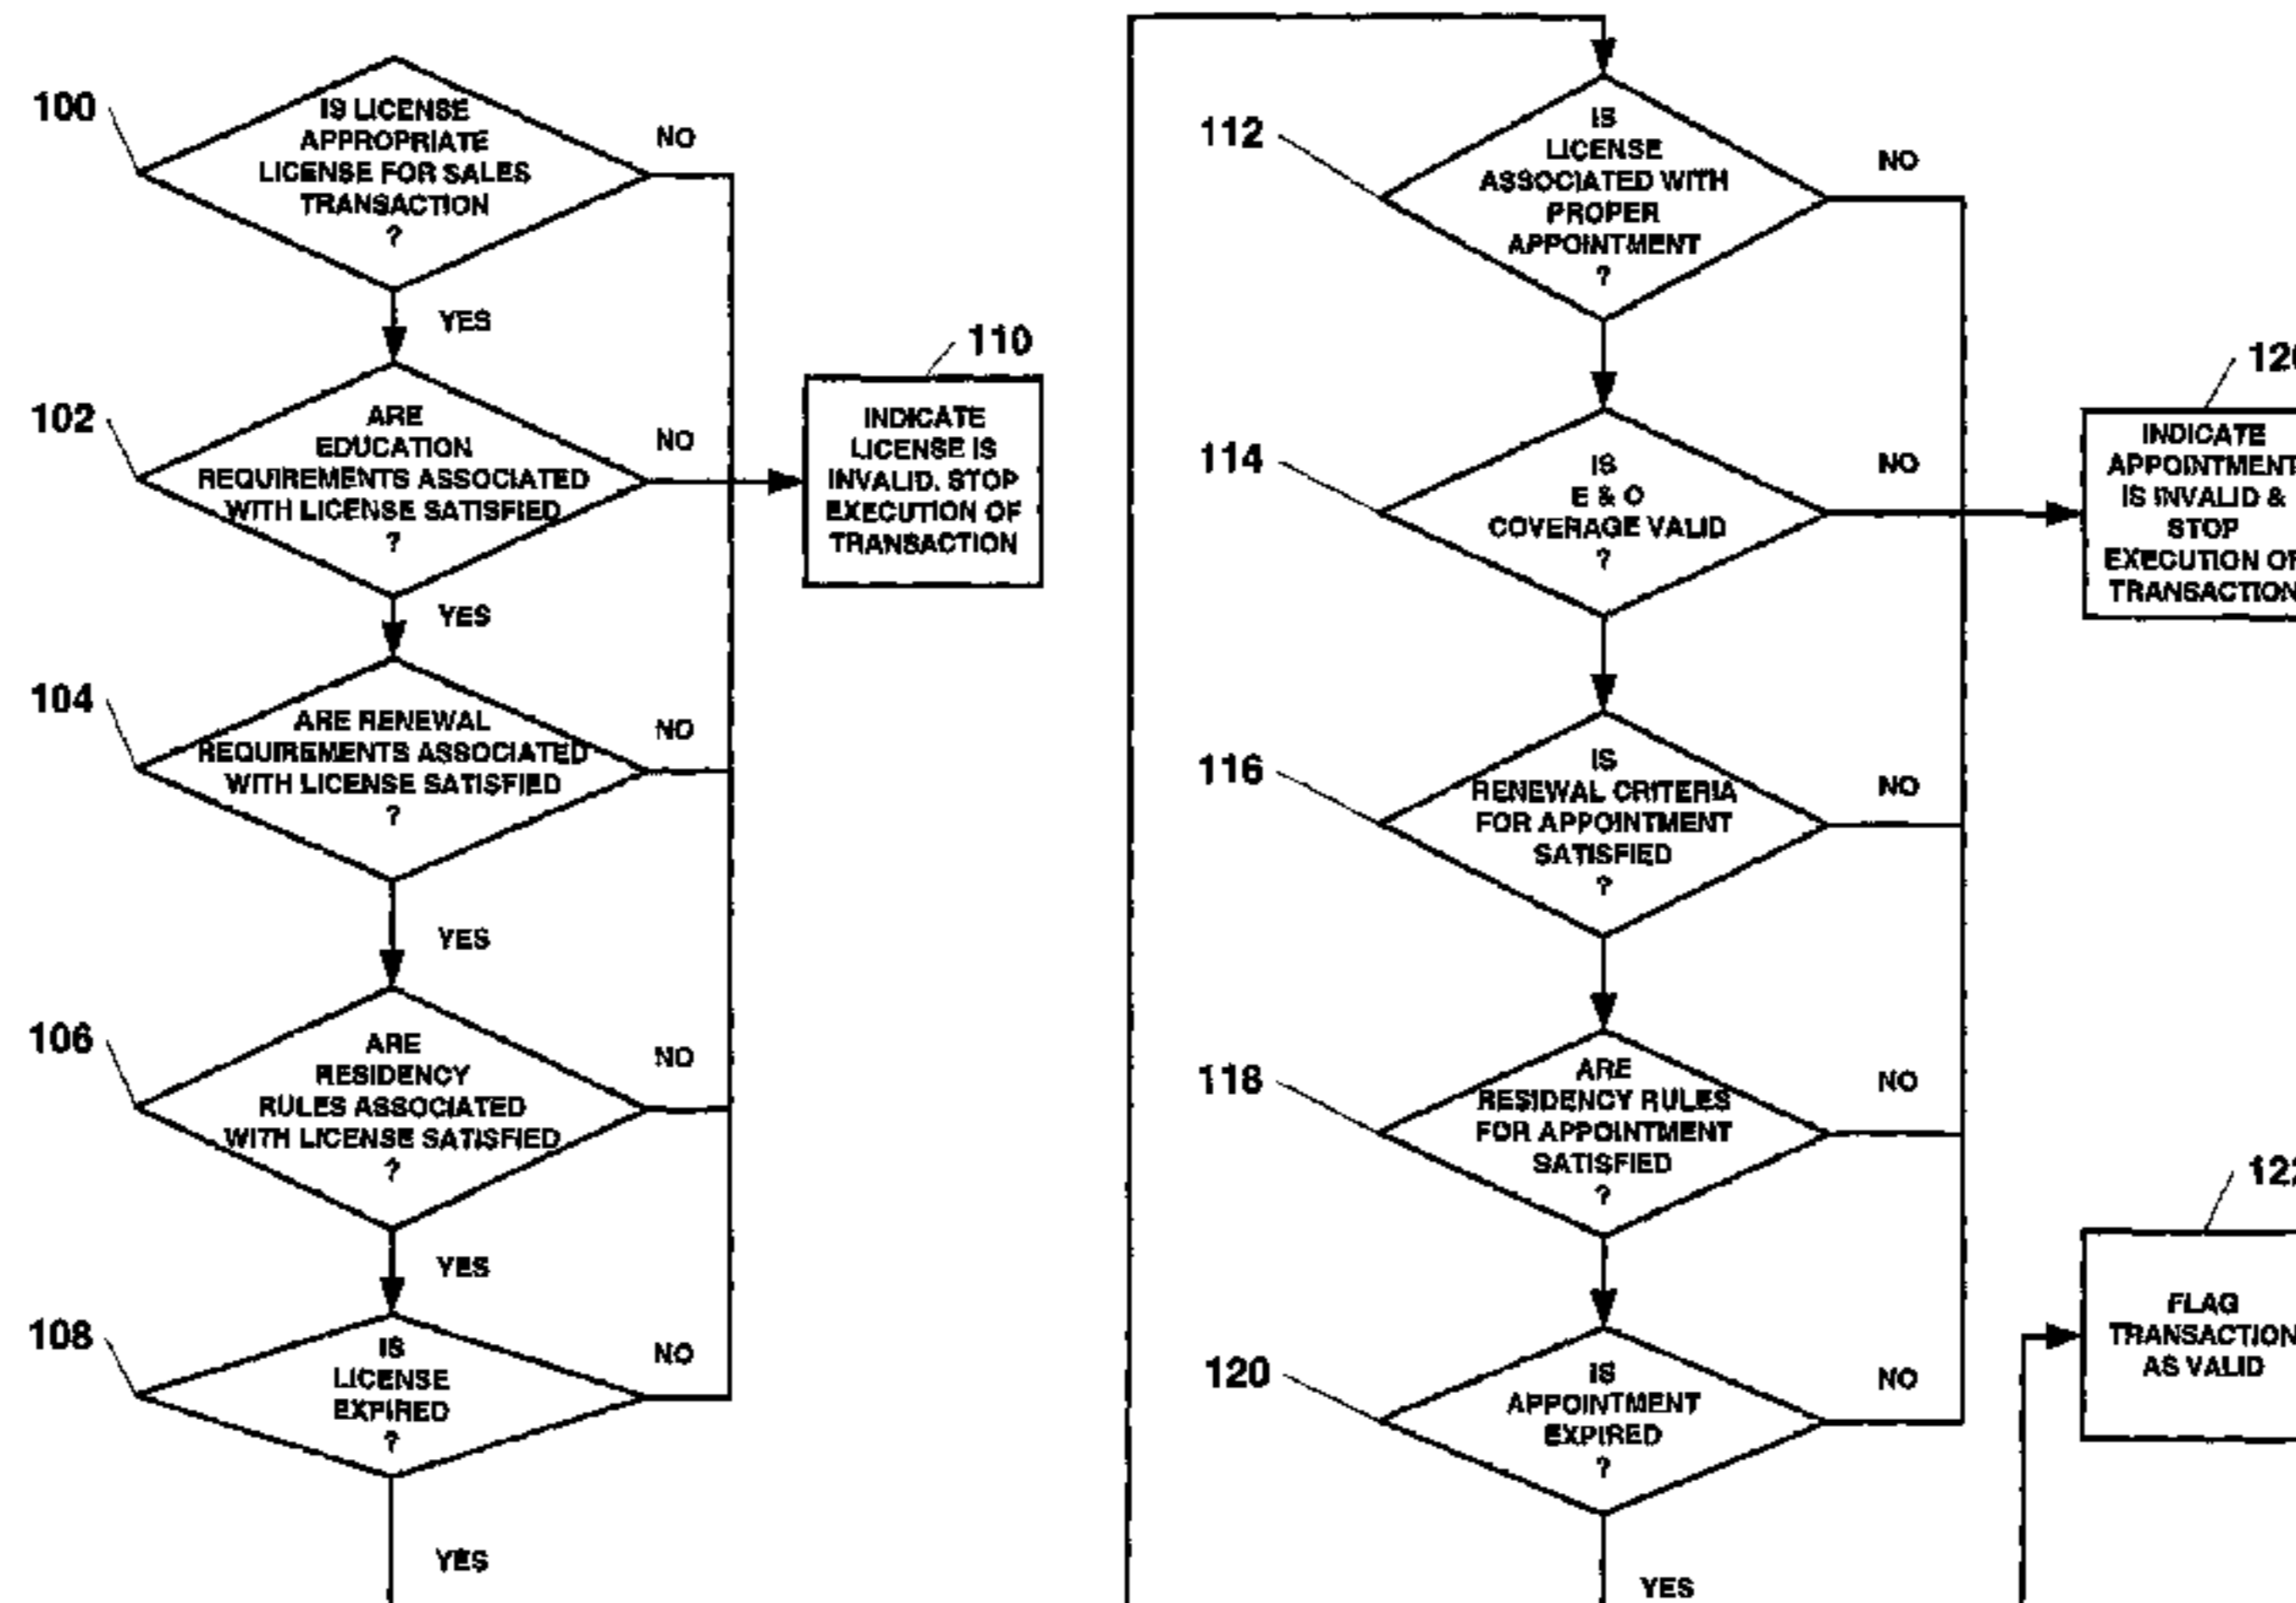 100
IS LICENSE
APPROPRIATE
LICENSE FOR SALES
TRANSACTION
?
NO
YES
102
ARE
EDUCATION
REQUIREMENTS ASSOCIATED
WITH LICENSE SATISFIED
?
NO
YES
110
INDICATE
LICENSE IS
INVALID. STOP
EXECUTION OF
TRANSACTION
104
ARE RENEWAL
REQUIREMENTS ASSOCIATED
WITH LICENSE SATISFIED
?
NO
YES
106
ARE
RESIDENCY
RULES ASSOCIATED
WITH LICENSE SATISFIED
?
NO
YES
108
IS
LICENSE
EXPIRED
?
NO
YES
112
IS
LICENSE
ASSOCIATED WITH
PROPER
APPOINTMENT
?
NO
114
IS
E & O
COVERAGE VALID
?
NO
INDICATE
APPOINTMENT
IS INVALID &
STOP
EXECUTION OF
TRANSACTION
116
IS
RENEWAL CRITERIA
FOR APPOINTMENT
SATISFIED
?
NO
118
ARE
RESIDENCY RULES
FOR APPOINTMENT
SATISFIED
?
NO
120
IS
APPOINTMENT
EXPIRED
?
NO
YES
122
FLAG
TRANSACTION
AS VALID